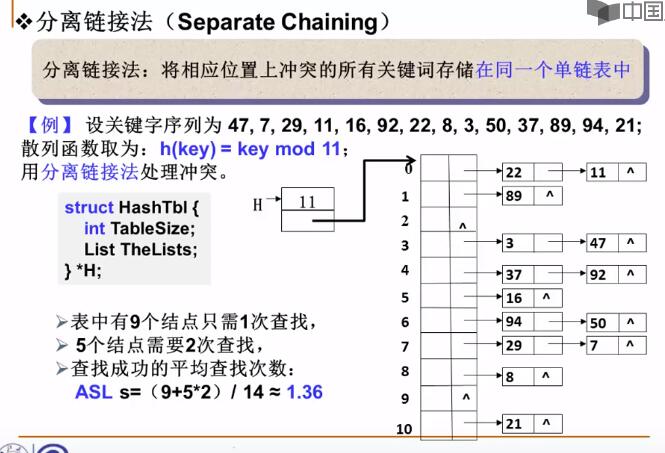 ❖分离链接法（Separate Chaining）
中国
分离链接法：将相应位置上冲突的所有关键词存储在同一个单链表中
【例】 设关键字序列为 47, 7, 29, 11, 16, 92, 22, 8, 3, 50, 37, 89, 94, 21；
散列函数取为：h(key) = key mod 11；
用分离链接法处理冲突。
struct HashTbl {
int TableSize;
List TheLists;
} *H;
H 11
0 22 11 ^
1 89 ^
2 ^
3 3 47 ^
4 37 92 ^
5 16 ^
6 94 50 ^
7 29 7 ^
8 8 ^
9 ^
10 21 ^
➢表中有9个结点只需1次查找，
➢ 5个结点需要2次查找，
➢查找成功的平均查找次数：
ASL s=（9+5*2）/ 14 ≈ 1.36